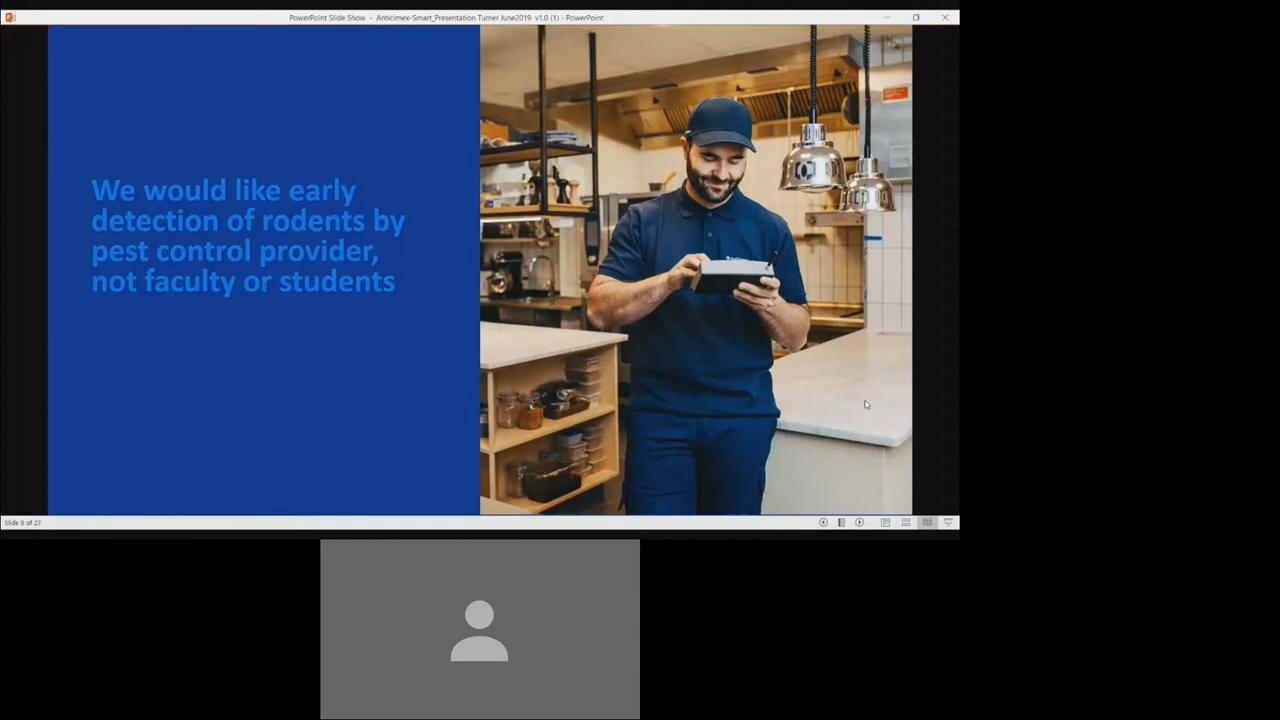 PowerPoint Slide Show - Anticimex-Smart_Presentation Turner June2019 v1.0 (1) - PowerPoint
We would like early
detection of rodents by
pest control provider,
not faculty or students
Slide 8 of 27